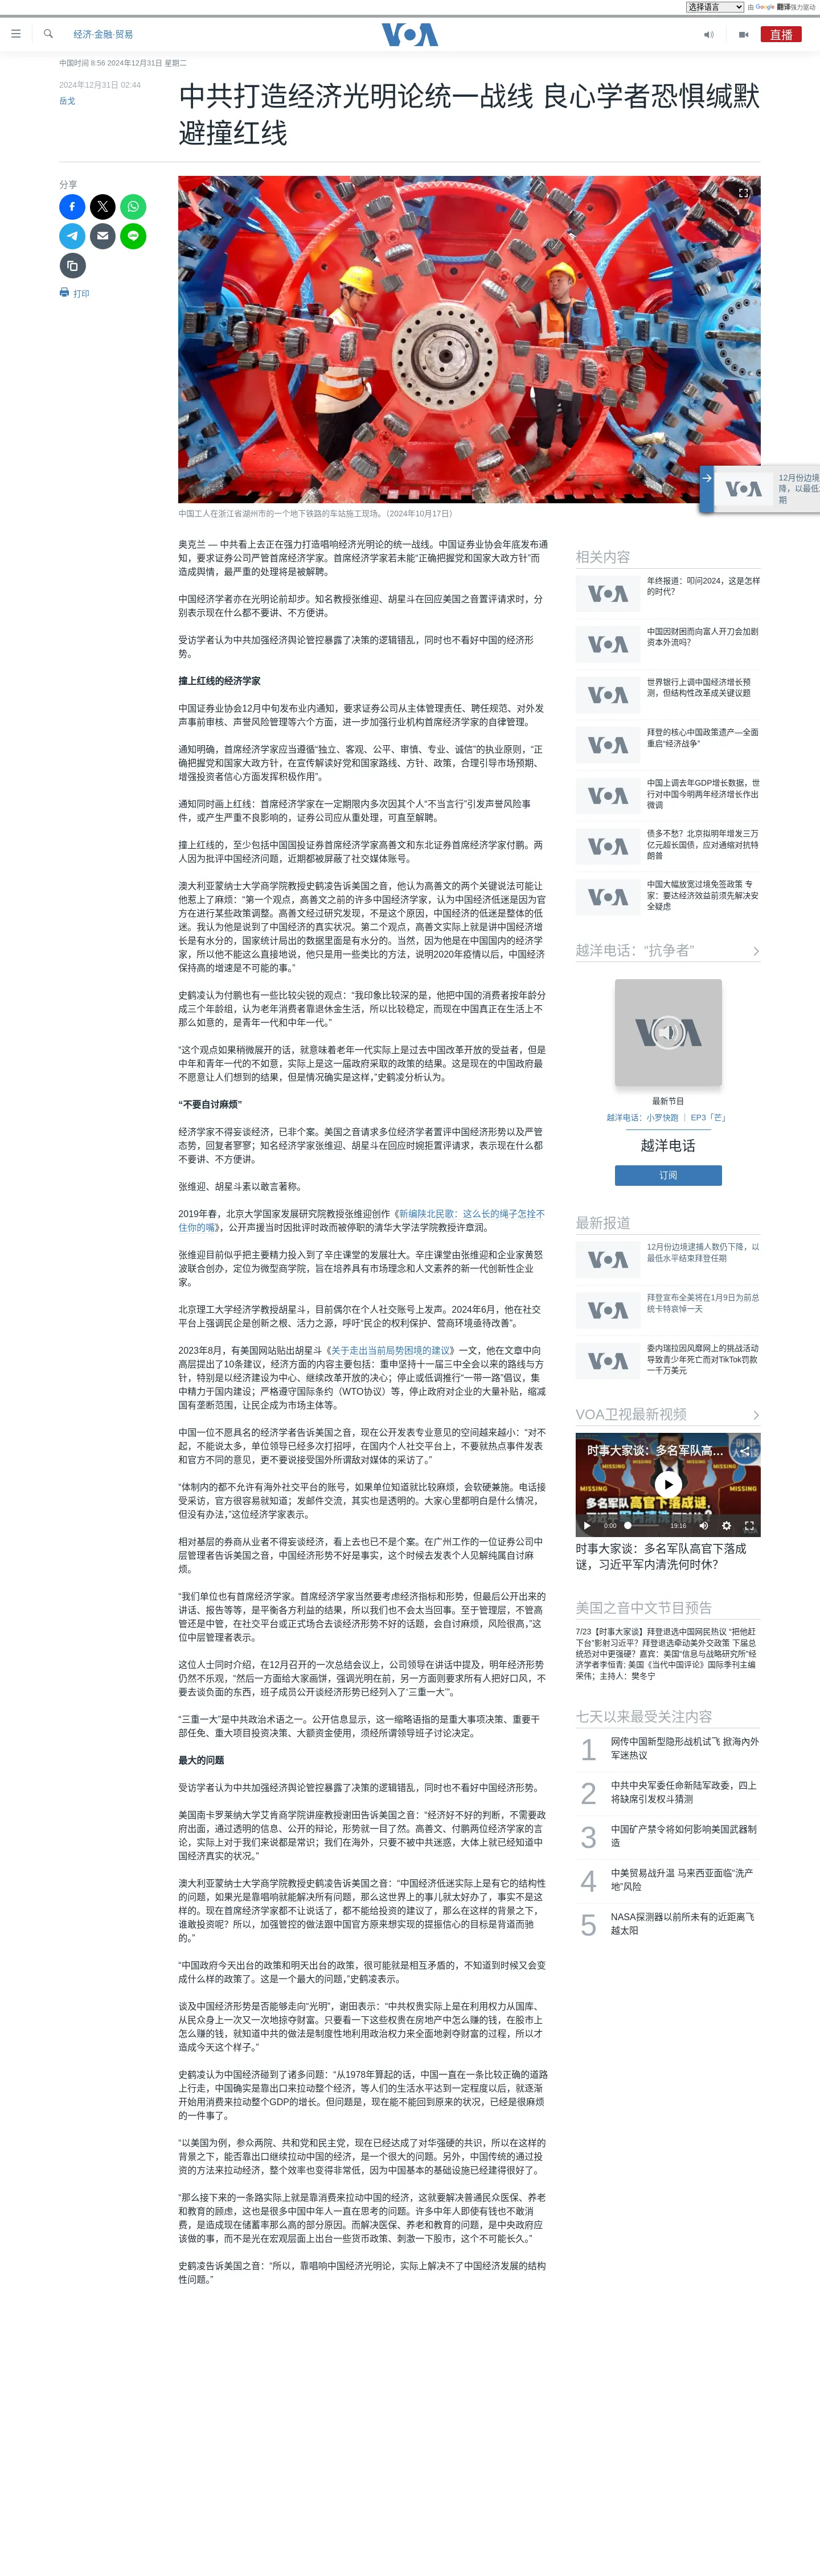 选择语言 由 Google 翻译强力驱动
经济·金融·贸易
VOA
直播
中国时间 8:56 2024年12月31日 星期二
2024年12月31日 02:44
岳戈
中共打造经济光明论统一战线 良心学者恐惧缄默
避撞红线
分享
打印
中国工人在浙江省湖州市的一个地下铁路的车站施工现场。(2024年10月17日)
奥克兰 — 中共看上去正在强力打造唱响经济光明论的统一战线。中国证券业协会年底发布通
知，要求证券公司严管首席经济学家。首席经济学家若未能“正确把握党和国家大政方针”而
造成舆情，最严重的处理将是被解聘。
中国经济学者亦在光明论前却步。知名教授张维迎、胡星斗在回应美国之音置评请求时，分
别表示现在什么都不要讲、不方便讲。
受访学者认为中共加强经济舆论管控暴露了决策的逻辑错乱，同时也不看好中国的经济形
势。
撞上红线的经济学家
中国证券业协会12月中旬发布业内通知，要求证券公司从主体管理责任、聘任规范、对外发
声事前审核、声誉风险管理等六个方面，进一步加强行业机构首席经济学家的自律管理。
通知明确，首席经济学家应当遵循“独立、客观、公平、审慎、专业、诚信”的执业原则，“正
确把握党和国家大政方针，在宣传解读好党和国家路线、方针、政策，合理引导市场预期、
增强投资者信心方面发挥积极作用”。
通知同时画上红线：首席经济学家在一定期限内多次因其个人“不当言行”引发声誉风险事
件，或产生严重不良影响的，证券公司应从重处理，可直至解聘。
撞上红线的，至少包括中国国投证券首席经济学家高善文和东北证券首席经济学家付鹏。两
人因为批评中国经济问题，近期都被屏蔽了社交媒体账号。
澳大利亚蒙纳士大学商学院教授史鹤凌告诉美国之音，他认为高善文的两个关键说法可能让
他惹上了麻烦：“第一个观点，高善文之前的许多中国经济学家，认为中国经济低迷是因为官
方在进行某些政策调整。高善文经过研究发现，不是这个原因，中国经济的低迷是整体的低
迷。我认为他是说到了中国经济的真实状况。第二个观点，高善文实际上就是讲中国经济增
长是有水分的，国家统计局出的数据里面是有水分的。当然，因为他是在中国国内的经济学
家，所以他不能这么直接地说，他只是用一些类比的方法，说明2020年疫情以后，中国经济
保持高的增速是不可能的事。”
史鹤凌认为付鹏也有一些比较尖锐的观点：“我印象比较深的是，他把中国的消费者按年龄分
成三个年龄组，认为老年消费者靠退休金生活，所以比较稳定，而现在中国真正在生活上不
那么如意的，是青年一代和中年一代。”
“这个观点如果稍微展开的话，就意味着老年一代实际上是过去中国改革开放的受益者，但是
中年和青年一代的不如意，实际上是这一届政府采取的政策的结果。这是现在的中国政府最
不愿意让人们想到的结果，但是情况确实是这样，”史鹤凌分析认为。
“不要自讨麻烦”
经济学家不得妄谈经济，已非个案。美国之音请求多位经济学者置评中国经济形势以及严管
态势，回复者寥寥；知名经济学家张维迎、胡星斗在回应时婉拒置评请求，表示现在什么都
不要讲、不方便讲。
张维迎、胡星斗素以敢言著称。
2019年春，北京大学国家发展研究院教授张维迎创作《新编陕北民歌：这么长的绳子怎拴不
住你的嘴》，公开声援当时因批评时政而被停职的清华大学法学院教授许章润。
张维迎目前似乎把主要精力投入到了辛庄课堂的发展壮大。辛庄课堂由张维迎和企业家黄怒
波联合创办，定位为微型商学院，旨在培养具有市场理念和人文素养的新一代创新性企业
家。
北京理工大学经济学教授胡星斗，目前偶尔在个人社交账号上发声。2024年6月，他在社交
平台上强调民企是创新之根、活力之源，呼吁“民企的权利保护、营商环境亟待改善”。
2023年8月，有美国网站贴出胡星斗《关于走出当前局势困境的建议》一文，他在文章中向
高层提出了10条建议，经济方面的内容主要包括：重申坚持十一届三中全会以来的路线与方
针，特别是以经济建设为中心、继续改革开放的决心；停止或低调推行“一带一路”倡议，集
中精力于国内建设；严格遵守国际条约（WTO协议）等，停止政府对企业的大量补贴，缩减
国有垄断范围，让民企成为市场主体等。
中国一位不愿具名的经济学者告诉美国之音，现在公开发表专业意见的空间越来越小：“对不
起，不能说太多，单位领导已经多次打招呼，在国内个人社交平台上，不要就热点事件发表
和官方不同的意见，更不要说接受国外所谓敌对媒体的采访了。”
“体制内的都不允许有海外社交平台的账号，如果单位知道就比较麻烦，会软硬兼施。电话接
受采访，官方很容易就知道；发邮件交流，其实也是透明的。大家心里都明白是什么情况，
但没有办法，”这位经济学家表示。
相对基层的券商从业者不得妄谈经济，看上去也已不是个案。在广州工作的一位证券公司中
层管理者告诉美国之音，中国经济形势不好是事实，这个时候去发表个人见解纯属自讨麻
烦。
“我们单位也有首席经济学家。首席经济学家当然要考虑经济指标和形势，但最后公开出来的
讲话、报告等等，是平衡各方利益的结果，所以我们也不会太当回事。至于管理层，不管高
管还是中管，在社交平台或正式场合去谈经济形势不好的话题，会自讨麻烦，风险很高，”这
位中层管理者表示。
这位人士同时介绍，在12月召开的一次总结会议上，公司领导在讲话中提及，明年经济形势
仍然不乐观，“然后一方面给大家画饼，强调光明在前，另一方面则要求所有人把好口风，不
要去谈负面的东西，班子成员公开谈经济形势已经列入了‘三重一大’”。
“三重一大”是中共政治术语之一。公开信息显示，这一缩略语指的是重大事项决策、重要干
部任免、重大项目投资决策、大额资金使用，须经所谓领导班子讨论决定。
最大的问题
受访学者认为中共加强经济舆论管控暴露了决策的逻辑错乱，同时也不看好中国经济形势。
美国南卡罗莱纳大学艾肯商学院讲座教授谢田告诉美国之音：“经济好不好的判断，不需要政
府出面，通过透明的信息、公开的辩论，形势就一目了然。高善文、付鹏两位经济学家的言
论，实际上对于我们来说都是常识；我们在海外，只要不被中共迷惑，大体上就已经知道中
国经济真实的状况。”
澳大利亚蒙纳士大学商学院教授史鹤凌告诉美国之音：“中国经济低迷实际上是有它的结构性
的问题，如果光是靠唱响就能解决所有问题，那么这世界上的事儿就太好办了，事实不是这
样的。现在首席经济学家都不让说话了，都不能给投资的建议了，那么在这样的背景之下，
谁敢投资呢？所以，加强管控的做法跟中国官方原来想实现的提振信心的目标是背道而驰
的。”
“中国政府今天出台的政策和明天出台的政策，很可能就是相互矛盾的，不知道到时候又会变
成什么样的政策了。这是一个最大的问题，”史鹤凌表示。
谈及中国经济形势是否能够走向“光明”，谢田表示：“中共权贵实际上是在利用权力从国库、
从民众身上一次又一次地掠夺财富。只要看一下这些权贵在房地产中怎么赚的钱，在股市上
怎么赚的钱，就知道中共的做法是制度性地利用政治权力来全面地剥夺财富的过程，所以才
造成今天这个样子。”
史鹤凌认为中国经济碰到了诸多问题：“从1978年算起的话，中国一直在一条比较正确的道路
上行走，中国确实是靠出口来拉动整个经济，等人们的生活水平达到一定程度以后，就逐渐
开始用消费来拉动整个GDP的增长。但问题是，现在能不能回到原来的状况，已经是很麻烦
的一件事了。
“以美国为例，参众两院、共和党和民主党，现在已经达成了对华强硬的共识，所以在这样的
背景之下，能否靠出口继续拉动中国的经济，是一个很大的问题。另外，中国传统的通过投
资的方法来拉动经济，整个效率也变得非常低，因为中国基本的基础设施已经建得很好了。
“那么接下来的一条路实际上就是靠消费来拉动中国的经济，这就要解决普通民众医保、养老
和教育的顾虑，这也是很多中国中年人一直在思考的问题。许多中年人即使有钱也不敢消
费，是造成现在储蓄率那么高的部分原因。而解决医保、养老和教育的问题，是中央政府应
该做的事，而不是光在宏观层面上出台一些货币政策、刺激一下股市，这个不可能长久。”
史鹤凌告诉美国之音：“所以，靠唱响中国经济光明论，实际上解决不了中国经济发展的结构
性问题。”
VOA
12月份边境
降，以最低
期
相关内容
VOA
年终报道：叩问2024，这是怎样
的时代？
VOA
中国因财困而向富人开刀会加剧
资本外流吗？
VOA
世界银行上调中国经济增长预
测，但结构性改革成关键议题
VOA
拜登的核心中国政策遗产—全面
重启“经济战争”
VOA
中国上调去年GDP增长数据，世
行对中国今明两年经济增长作出
微调
VOA
债多不愁？北京拟明年增发三万
亿元超长国债，应对通缩对抗特
朗普
VOA
中国大幅放宽过境免签政策 专
家：要达经济效益前须先解决安
全疑虑
越洋电话：“抗争者”
VOA
最新节目
越洋电话：小罗快跑 ｜ EP3「芒」
越洋电话
订阅
最新报道
VOA
12月份边境逮捕人数仍下降，以
最低水平结束拜登任期
VOA
拜登宣布全美将在1月9日为前总
统卡特哀悼一天
VOA
委内瑞拉因风靡网上的挑战活动
导致青少年死亡而对TikTok罚款
一千万美元
VOA卫视最新视频
时事大家谈：多名军队高...
MISSING
多名军队
高官下落成谜，
0:00 19:16
时事大家谈：多名军队高官下落成
谜，习近平军内清洗何时休？
美国之音中文节目预告
7/23【时事大家谈】拜登退选中国网民热议 “把他赶
下台”影射习近平？拜登退选牵动美外交政策 下届总
统恐对中更强硬？嘉宾：美国“信息与战略研究所”经
济学者李恒青; 美国《当代中国评论》国际季刊主编
荣伟；主持人：樊冬宁
七天以来最受关注内容
1 网传中国新型隐形战机试飞 掀海內外
军迷热议
2 中共中央军委任命新陆军政委，四上
将缺席引发权斗猜测
3 中国矿产禁令将如何影响美国武器制
造
4 中美贸易战升温 马来西亚面临“洗产
地”风险
5 NASA探测器以前所未有的近距离飞
越太阳